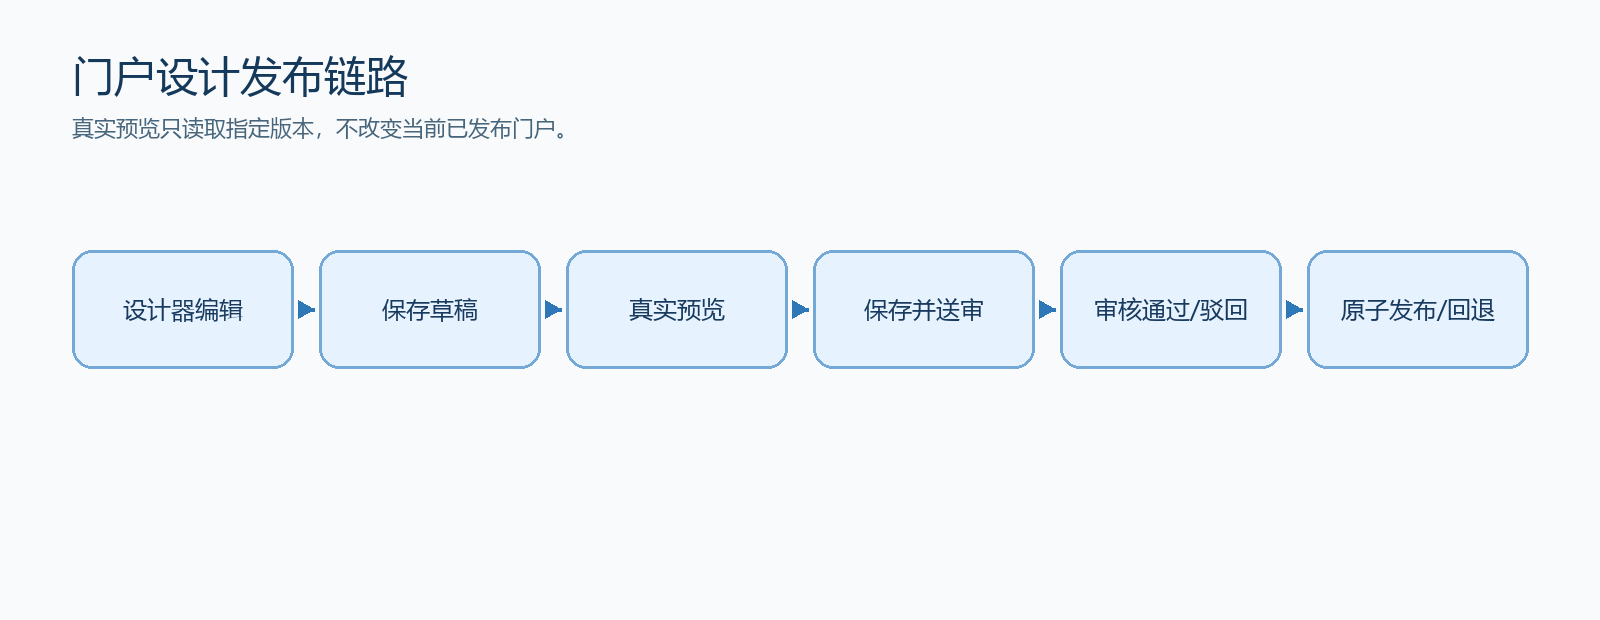 门户设计发布链路
真实预览只读取指定版本，不改变当前已发布门户。
设计器编辑
保存草稿
真实预览
保存并送审
审核通过/驳回
原子发布/回退